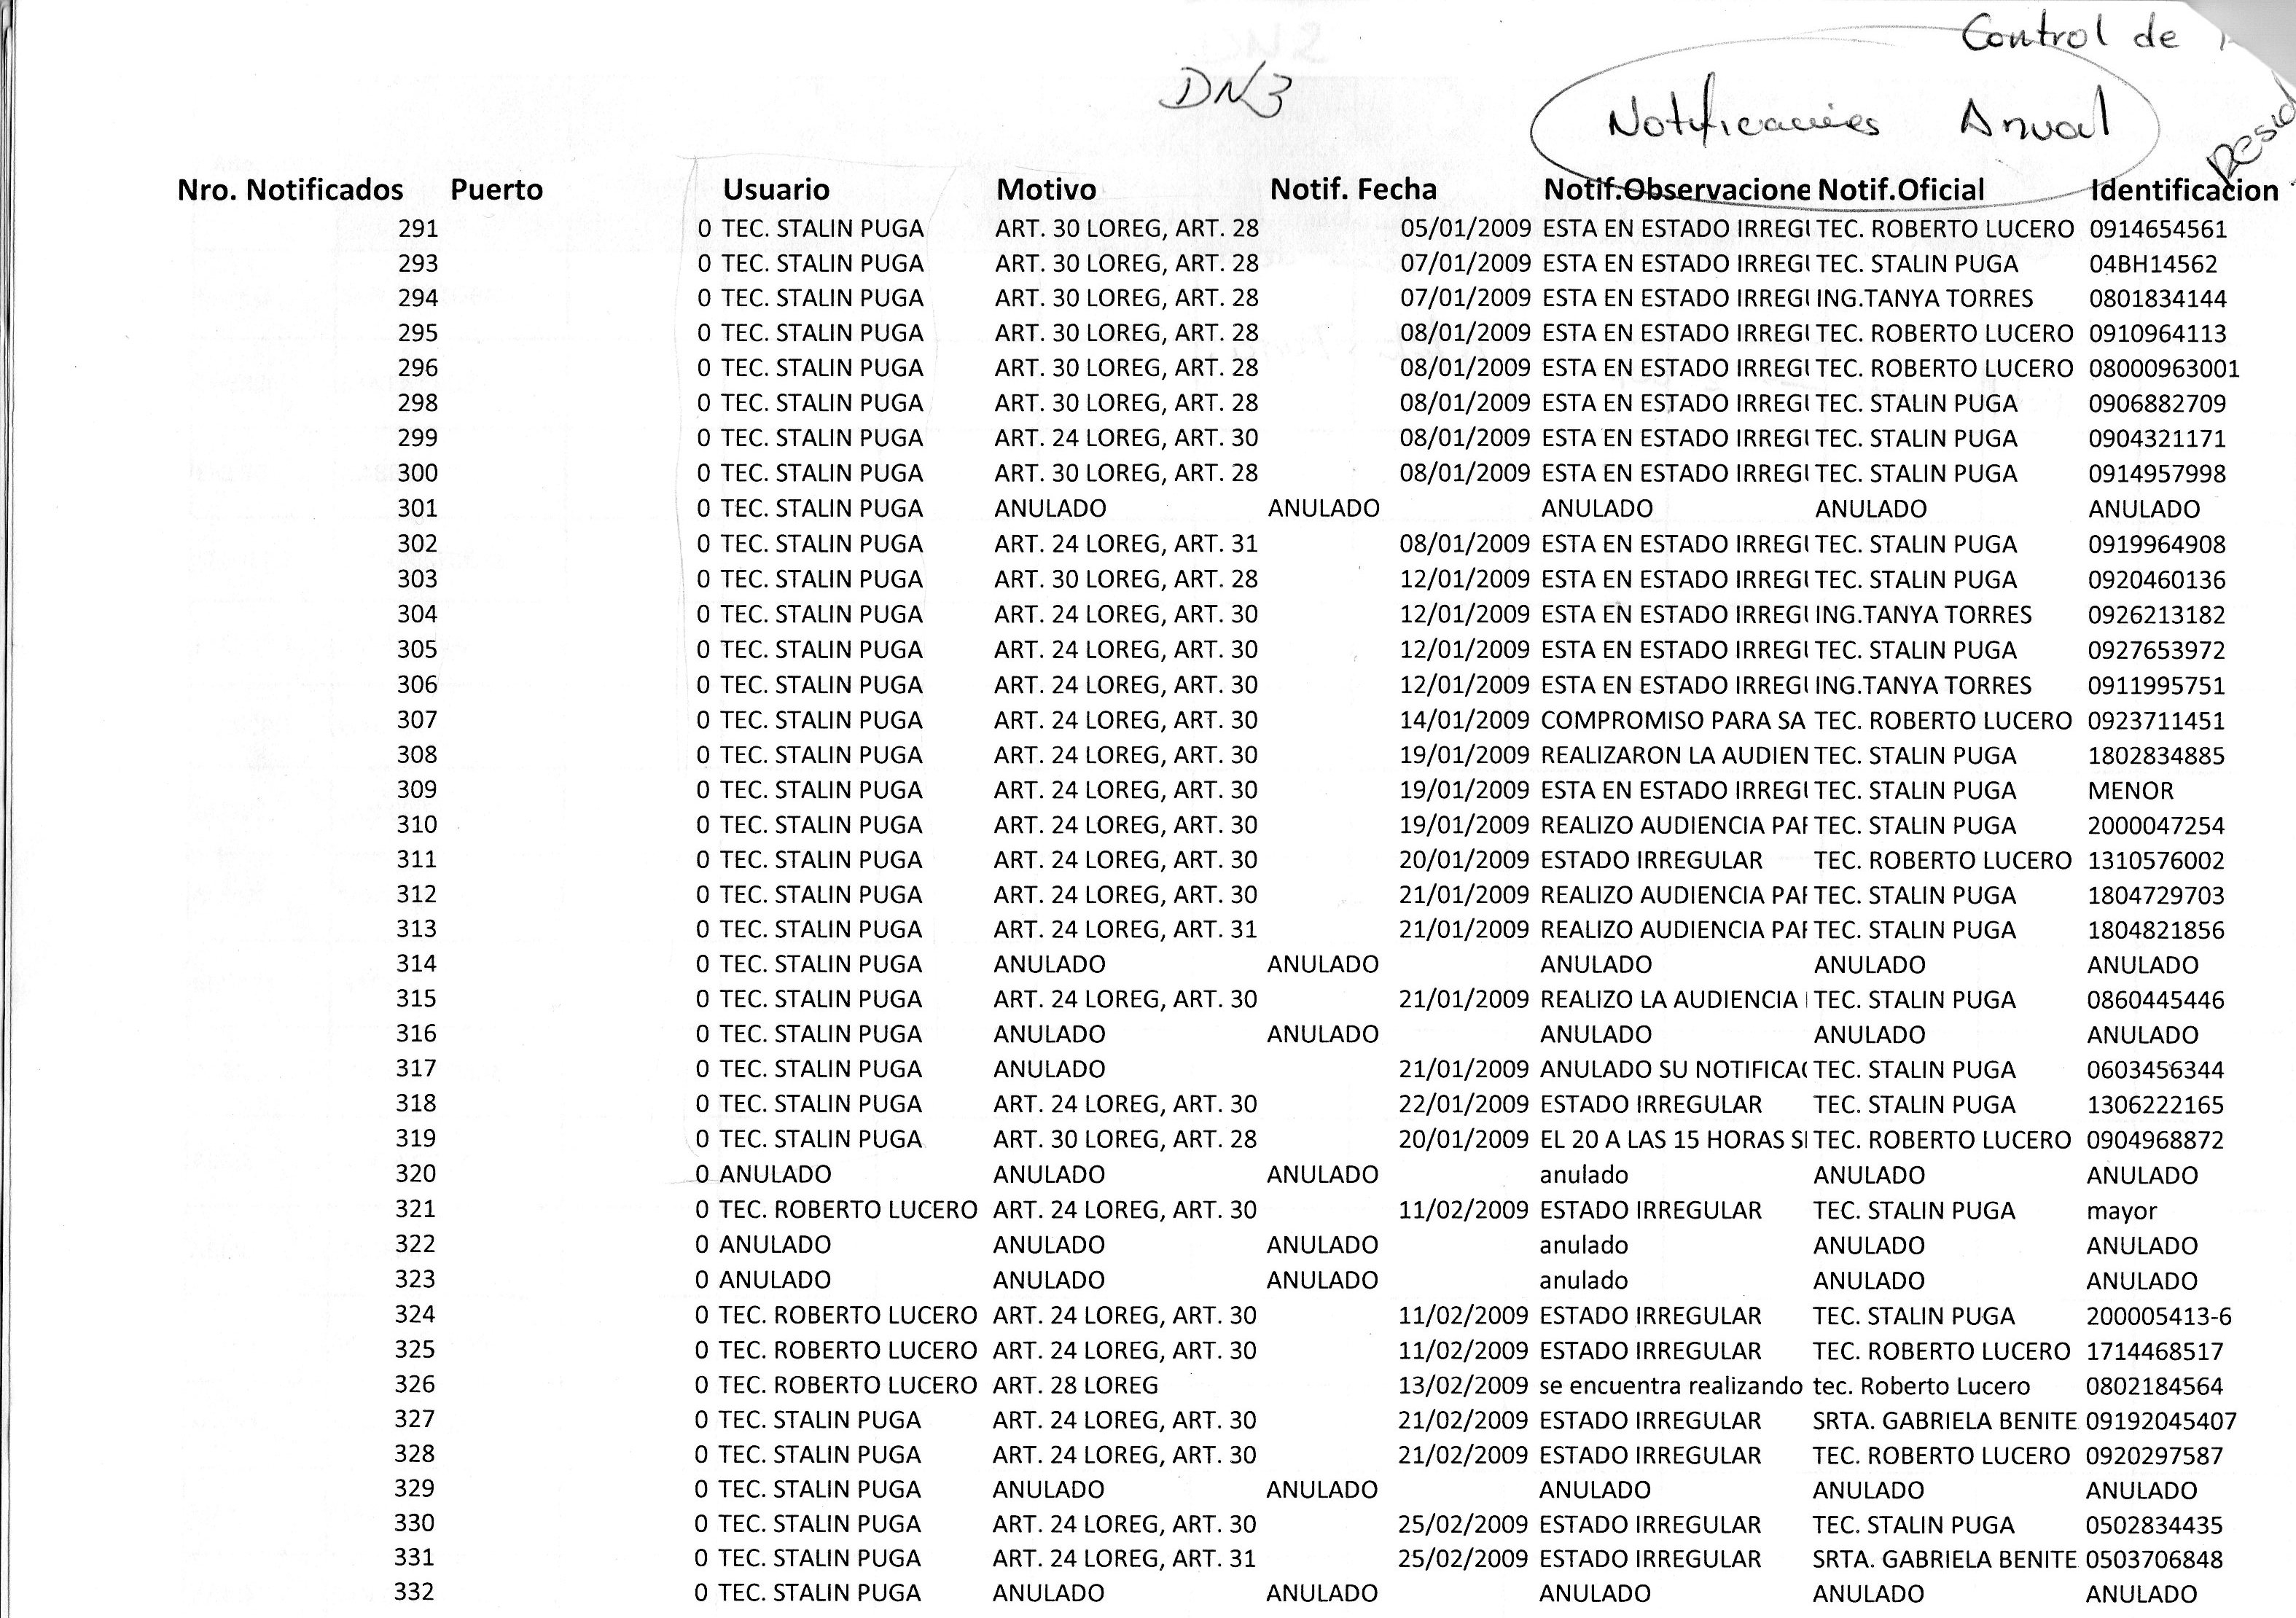 Control de
DN3
Notificaciones Anual
Nro. Notificados Puerto Usuario Motivo Notif. Fecha Notif.Observacione Notif.Oficial Identificacion
291 0 TEC. STALIN PUGA ART. 30 LOREG, ART. 28 05/01/2009 ESTA EN ESTADO IRREGU TEC. ROBERTO LUCERO 0914654561
293 0 TEC. STALIN PUGA ART. 30 LOREG, ART. 28 07/01/2009 ESTA EN ESTADO IRREGU TEC. STALIN PUGA 04BH14562
294 0 TEC. STALIN PUGA ART. 30 LOREG, ART. 28 07/01/2009 ESTA EN ESTADO IRREGU ING.TANYA TORRES 0801834144
295 0 TEC. STALIN PUGA ART. 30 LOREG, ART. 28 08/01/2009 ESTA EN ESTADO IRREGU TEC. ROBERTO LUCERO 0910964113
296 0 TEC. STALIN PUGA ART. 30 LOREG, ART. 28 08/01/2009 ESTA EN ESTADO IRREGU TEC. ROBERTO LUCERO 08000963001
298 0 TEC. STALIN PUGA ART. 30 LOREG, ART. 28 08/01/2009 ESTA EN ESTADO IRREGU TEC. STALIN PUGA 0906882709
299 0 TEC. STALIN PUGA ART. 24 LOREG, ART. 30 08/01/2009 ESTA EN ESTADO IRREGU TEC. STALIN PUGA 0904321171
300 0 TEC. STALIN PUGA ART. 30 LOREG, ART. 28 08/01/2009 ESTA EN ESTADO IRREGU TEC. STALIN PUGA 0914957998
301 0 TEC. STALIN PUGA ANULADO ANULADO ANULADO ANULADO ANULADO
302 0 TEC. STALIN PUGA ART. 24 LOREG, ART. 31 08/01/2009 ESTA EN ESTADO IRREGU TEC. STALIN PUGA 0919964908
303 0 TEC. STALIN PUGA ART. 30 LOREG, ART. 28 12/01/2009 ESTA EN ESTADO IRREGU TEC. STALIN PUGA 0920460136
304 0 TEC. STALIN PUGA ART. 24 LOREG, ART. 30 12/01/2009 ESTA EN ESTADO IRREGU ING.TANYA TORRES 0926213182
305 0 TEC. STALIN PUGA ART. 24 LOREG, ART. 30 12/01/2009 ESTA EN ESTADO IRREGU TEC. STALIN PUGA 0927653972
306 0 TEC. STALIN PUGA ART. 24 LOREG, ART. 30 12/01/2009 ESTA EN ESTADO IRREGU ING.TANYA TORRES 0911995751
307 0 TEC. STALIN PUGA ART. 24 LOREG, ART. 30 14/01/2009 COMPROMISO PARA SA TEC. ROBERTO LUCERO 0923711451
308 0 TEC. STALIN PUGA ART. 24 LOREG, ART. 30 19/01/2009 REALIZARON LA AUDIEN TEC. STALIN PUGA 1802834885
309 0 TEC. STALIN PUGA ART. 24 LOREG, ART. 30 19/01/2009 ESTA EN ESTADO IRREGU TEC. STALIN PUGA MENOR
310 0 TEC. STALIN PUGA ART. 24 LOREG, ART. 30 19/01/2009 REALIZO AUDIENCIA PAR TEC. STALIN PUGA 2000047254
311 0 TEC. STALIN PUGA ART. 24 LOREG, ART. 30 20/01/2009 ESTADO IRREGULAR TEC. ROBERTO LUCERO 1310576002
312 0 TEC. STALIN PUGA ART. 24 LOREG, ART. 30 21/01/2009 REALIZO AUDIENCIA PAR TEC. STALIN PUGA 1804729703
313 0 TEC. STALIN PUGA ART. 24 LOREG, ART. 31 21/01/2009 REALIZO AUDIENCIA PAR TEC. STALIN PUGA 1804821856
314 0 TEC. STALIN PUGA ANULADO ANULADO ANULADO ANULADO ANULADO
315 0 TEC. STALIN PUGA ART. 24 LOREG, ART. 30 21/01/2009 REALIZO LA AUDIENCIA TEC. STALIN PUGA 0860445446
316 0 TEC. STALIN PUGA ANULADO ANULADO ANULADO ANULADO ANULADO
317 0 TEC. STALIN PUGA ANULADO 21/01/2009 ANULADO SU NOTIFICAC TEC. STALIN PUGA 0603456344
318 0 TEC. STALIN PUGA ART. 24 LOREG, ART. 30 22/01/2009 ESTADO IRREGULAR TEC. STALIN PUGA 1306222165
319 0 TEC. STALIN PUGA ART. 30 LOREG, ART. 28 20/01/2009 EL 20 A LAS 15 HORAS SE TEC. ROBERTO LUCERO 0904968872
320 0 ANULADO ANULADO ANULADO anulado ANULADO ANULADO
321 0 TEC. ROBERTO LUCERO ART. 24 LOREG, ART. 30 11/02/2009 ESTADO IRREGULAR TEC. STALIN PUGA mayor
322 0 ANULADO ANULADO ANULADO anulado ANULADO ANULADO
323 0 ANULADO ANULADO ANULADO anulado ANULADO ANULADO
324 0 TEC. ROBERTO LUCERO ART. 24 LOREG, ART. 30 11/02/2009 ESTADO IRREGULAR TEC. STALIN PUGA 200005413-6
325 0 TEC. ROBERTO LUCERO ART. 24 LOREG, ART. 30 11/02/2009 ESTADO IRREGULAR TEC. ROBERTO LUCERO 1714468517
326 0 TEC. ROBERTO LUCERO ART. 28 LOREG 13/02/2009 se encuentra realizando tec. Roberto Lucero 0802184564
327 0 TEC. STALIN PUGA ART. 24 LOREG, ART. 30 21/02/2009 ESTADO IRREGULAR SRTA. GABRIELA BENITE 09192045407
328 0 TEC. STALIN PUGA ART. 24 LOREG, ART. 30 21/02/2009 ESTADO IRREGULAR TEC. ROBERTO LUCERO 0920297587
329 0 TEC. STALIN PUGA ANULADO ANULADO ANULADO ANULADO ANULADO
330 0 TEC. STALIN PUGA ART. 24 LOREG, ART. 30 25/02/2009 ESTADO IRREGULAR TEC. STALIN PUGA 0502834435
331 0 TEC. STALIN PUGA ART. 24 LOREG, ART. 31 25/02/2009 ESTADO IRREGULAR SRTA. GABRIELA BENITE 0503706848
332 0 TEC. STALIN PUGA ANULADO ANULADO ANULADO ANULADO ANULADO